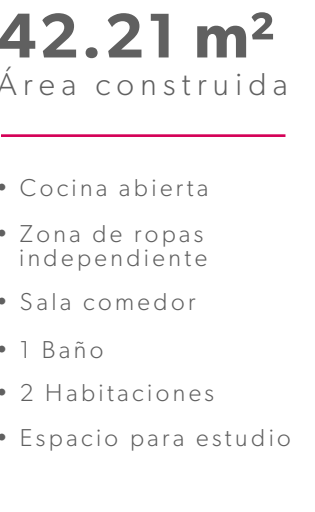 42.21 m²
Área construida
• Cocina abierta
• Zona de ropas
independiente
• Sala comedor
• 1 Baño
• 2 Habitaciones
• Espacio para estudio